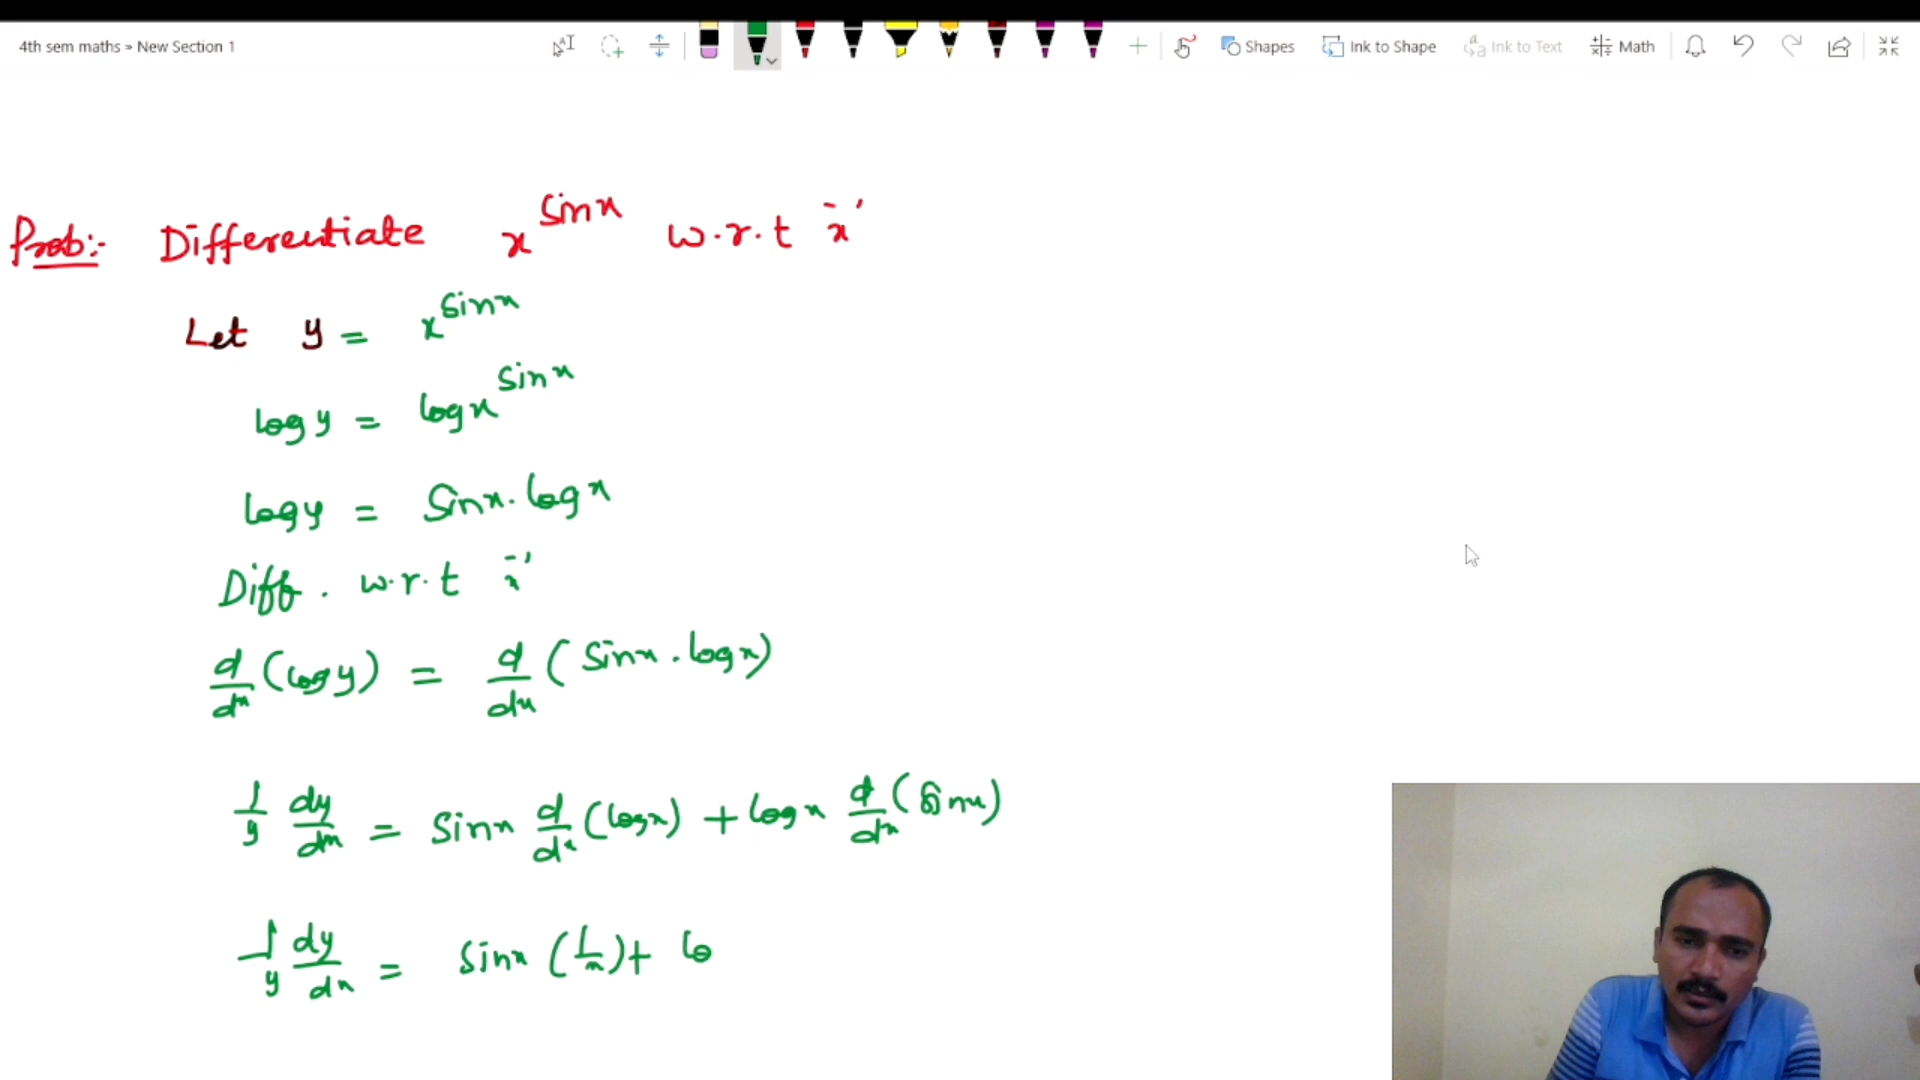 4th sem maths » New Section 1
Shapes Ink to Shape Ink to Text Math
Prob:- Differentiate x^sinx w.r.t 'x'
Let y = x^sinx
log y = log x^sinx
log y = Sinx . log x
Diff. w.r.t 'x'
d/dx (log y) = d/dx (Sinx . log x)
1/y dy/dx = Sinx d/dx (log x) + log x d/dx (Sinx)
1/y dy/dx = Sinx (1/x) + lo